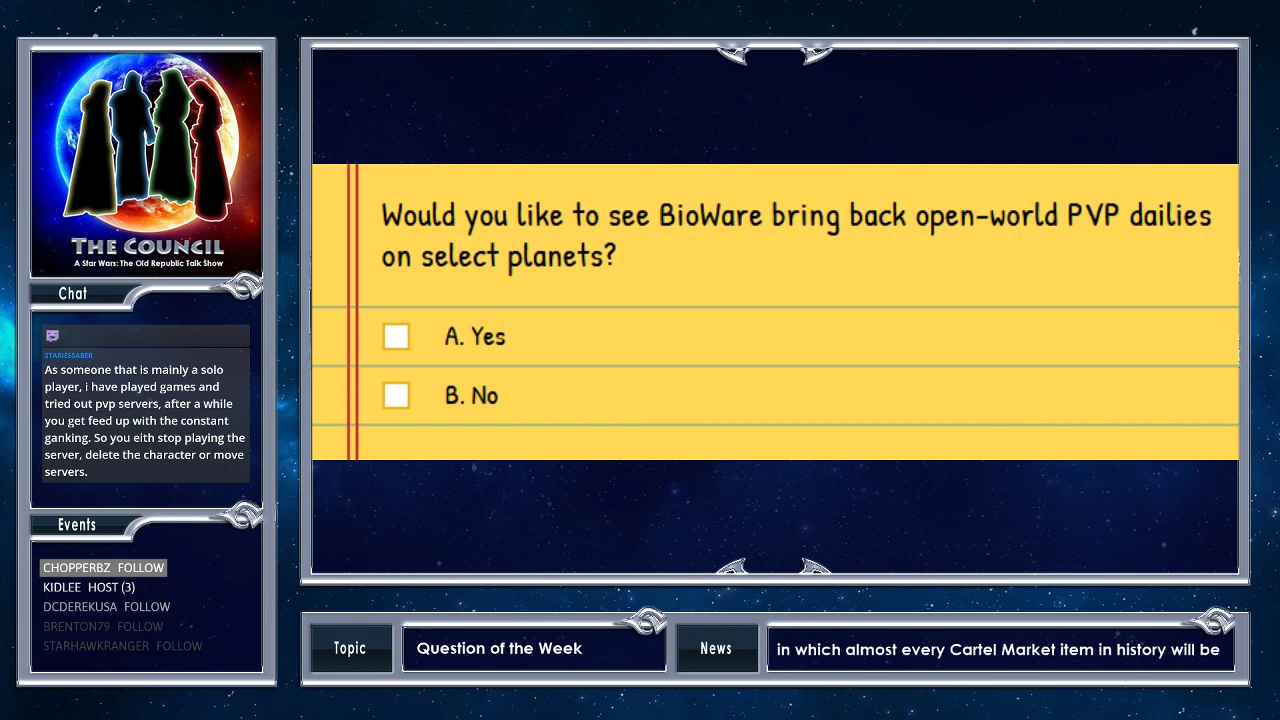 THE COUNCIL
A Star Wars: The Old Republic Talk Show
Chat
STARIESSABER
As someone that is mainly a solo
player, i have played games and
tried out pvp servers, after a while
you get feed up with the constant
ganking. So you eith stop playing the
server, delete the character or move
servers.
Events
CHOPPERBZ FOLLOW
KIDLEE HOST (3)
DCDEREKUSA FOLLOW
BRENTON79 FOLLOW
STARHAWKRANGER FOLLOW
Would you like to see BioWare bring back open-world PVP dailies
on select planets?
A. Yes
B. No
Topic
Question of the Week
News
in which almost every Cartel Market item in history will be